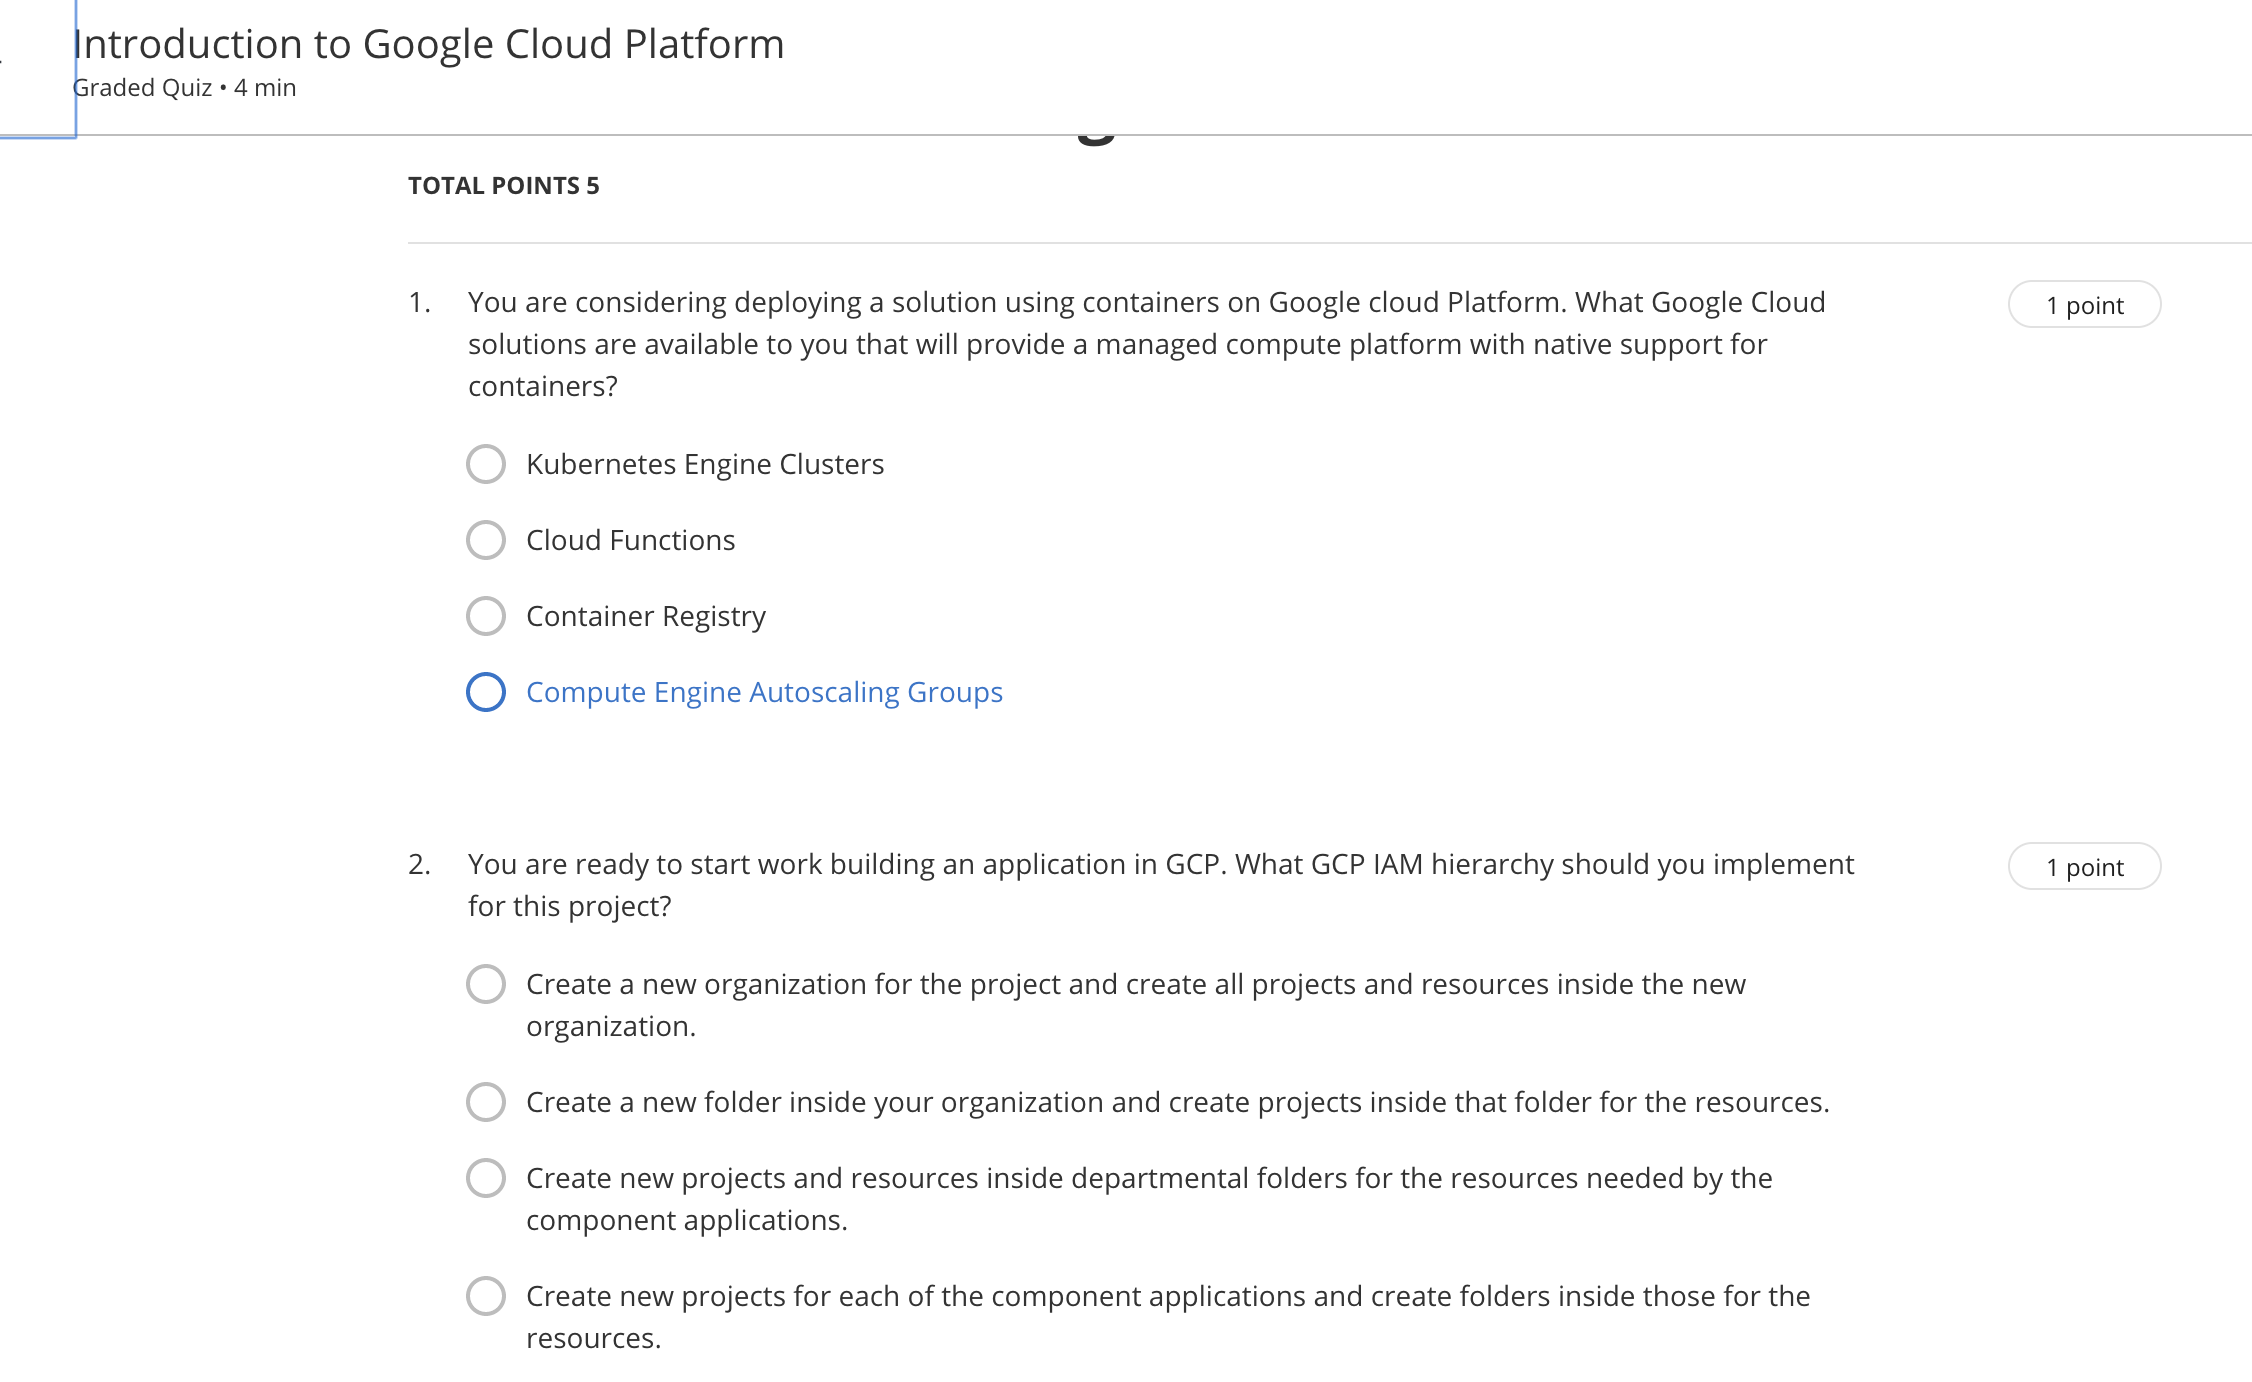 Introduction to Google Cloud Platform
Graded Quiz • 4 min
TOTAL POINTS 5
1. You are considering deploying a solution using containers on Google cloud Platform. What Google Cloud
1 point
solutions are available to you that will provide a managed compute platform with native support for
containers?
Kubernetes Engine Clusters
Cloud Functions
Container Registry
Compute Engine Autoscaling Groups
2. You are ready to start work building an application in GCP. What GCP IAM hierarchy should you implement
1 point
for this project?
Create a new organization for the project and create all projects and resources inside the new
organization.
Create a new folder inside your organization and create projects inside that folder for the resources.
Create new projects and resources inside departmental folders for the resources needed by the
component applications.
Create new projects for each of the component applications and create folders inside those for the
resources.